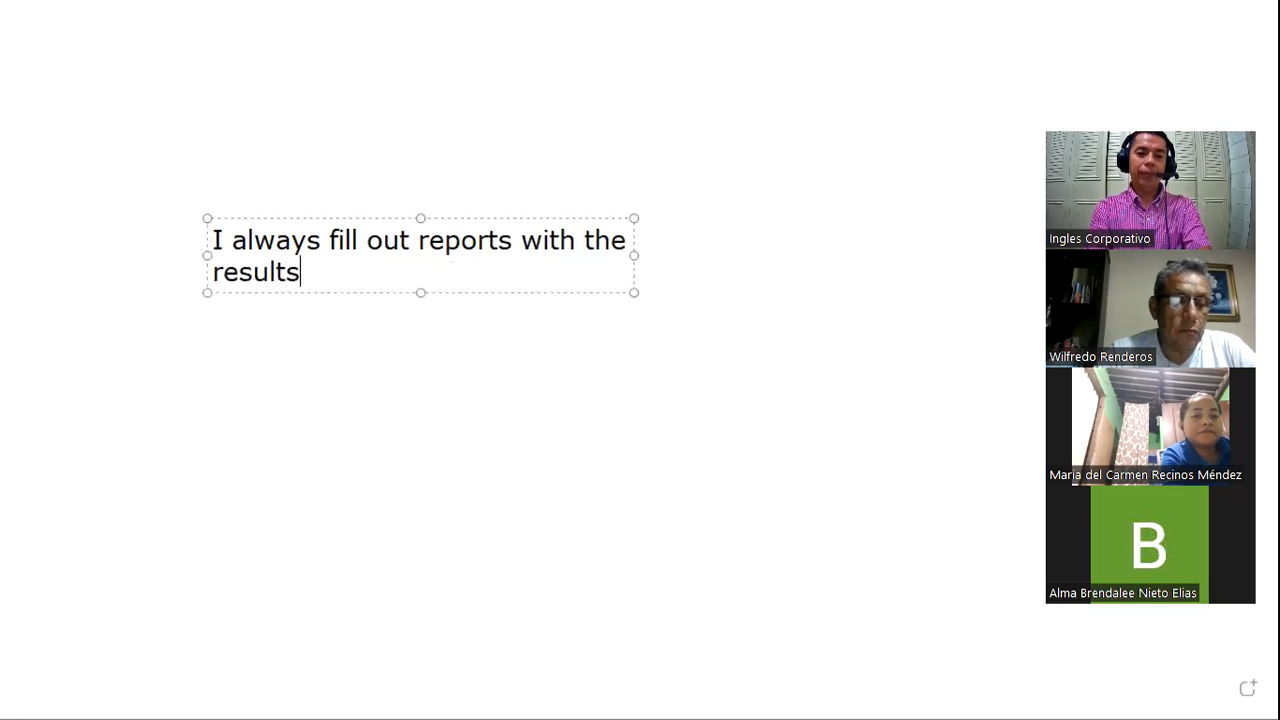 I always fill out reports with the
results
Ingles Corporativo
Wilfredo Renderos
Maria del Carmen Recinos Méndez
B
Alma Brendalee Nieto Elias